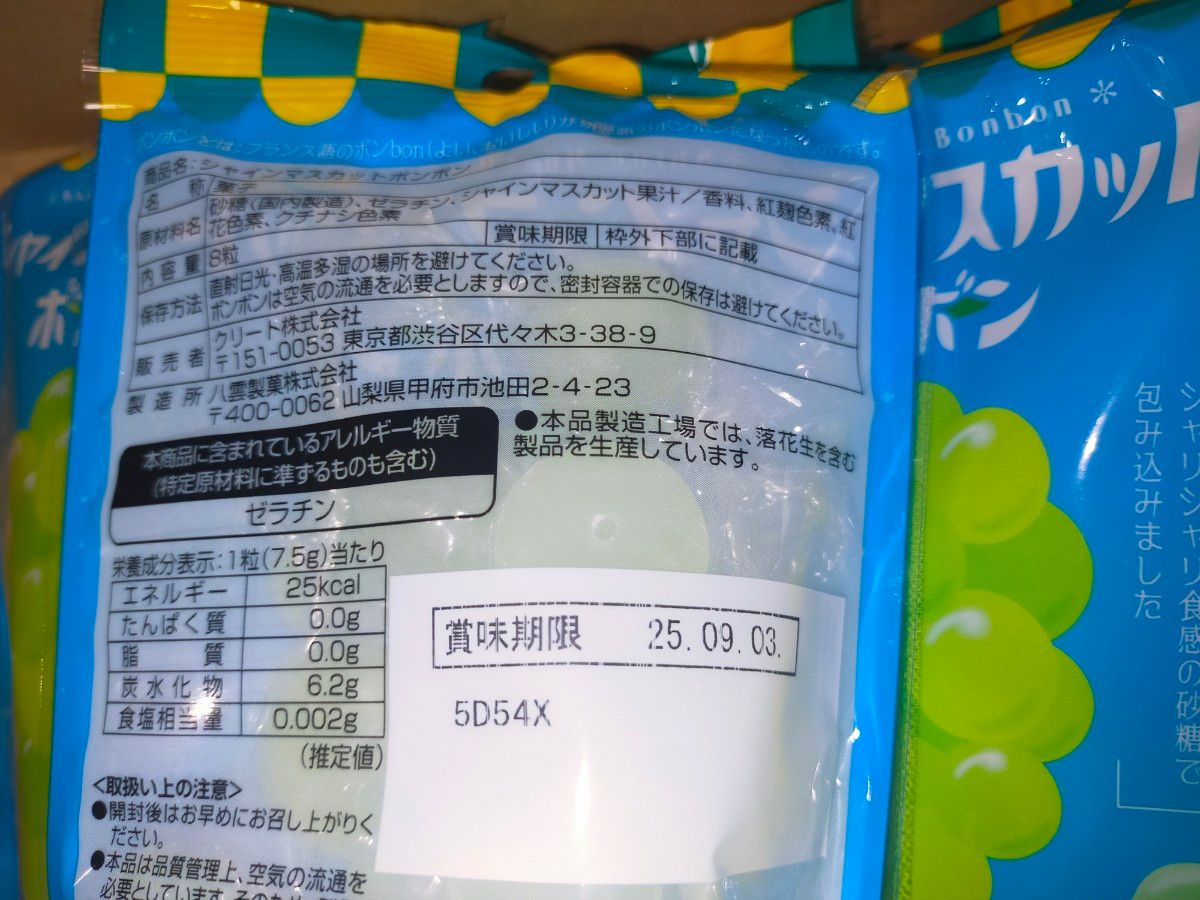 ボンボンとは:フランス語のボンbon(よい、おいしい)が
商品名:シャインマスカットボンボン
名称 菓子
原材料名 砂糖(国内製造)、ゼラチン、シャインマスカット果汁/香料、紅麹色素、紅
花色素、クチナシ色素
内容量 8粒 賞味期限 枠外下部に記載
保存方法 直射日光・高温多湿の場所を避けてください。
ボンボンは空気の流通を必要としますので、密封容器での保存は避けてください。
販売者 クリート株式会社
〒151-0053 東京都渋谷区代々木3-38-9
製造所 八雲製菓株式会社
〒400-0062 山梨県甲府市池田2-4-23
本商品に含まれているアレルギー物質
(特定原材料に準ずるものも含む)
ゼラチン
●本品製造工場では、落花生を含む
製品を生産しています。
栄養成分表示:1粒(7.5g)当たり
エネルギー 25kcal
たんぱく質 0.0g
脂質 0.0g
炭水化物 6.2g
食塩相当量 0.002g
(推定値)
賞味期限 25.09.03.
5D54X
<取扱い上の注意>
●開封後はお早めにお召し上がりく
ださい。
●本品は品質管理上、空気の流通を
必要としています。そのため、
Bonbon
スカット
ボン
シャリシャリ食感の砂糖で
包み込みました
シャイン
ボ